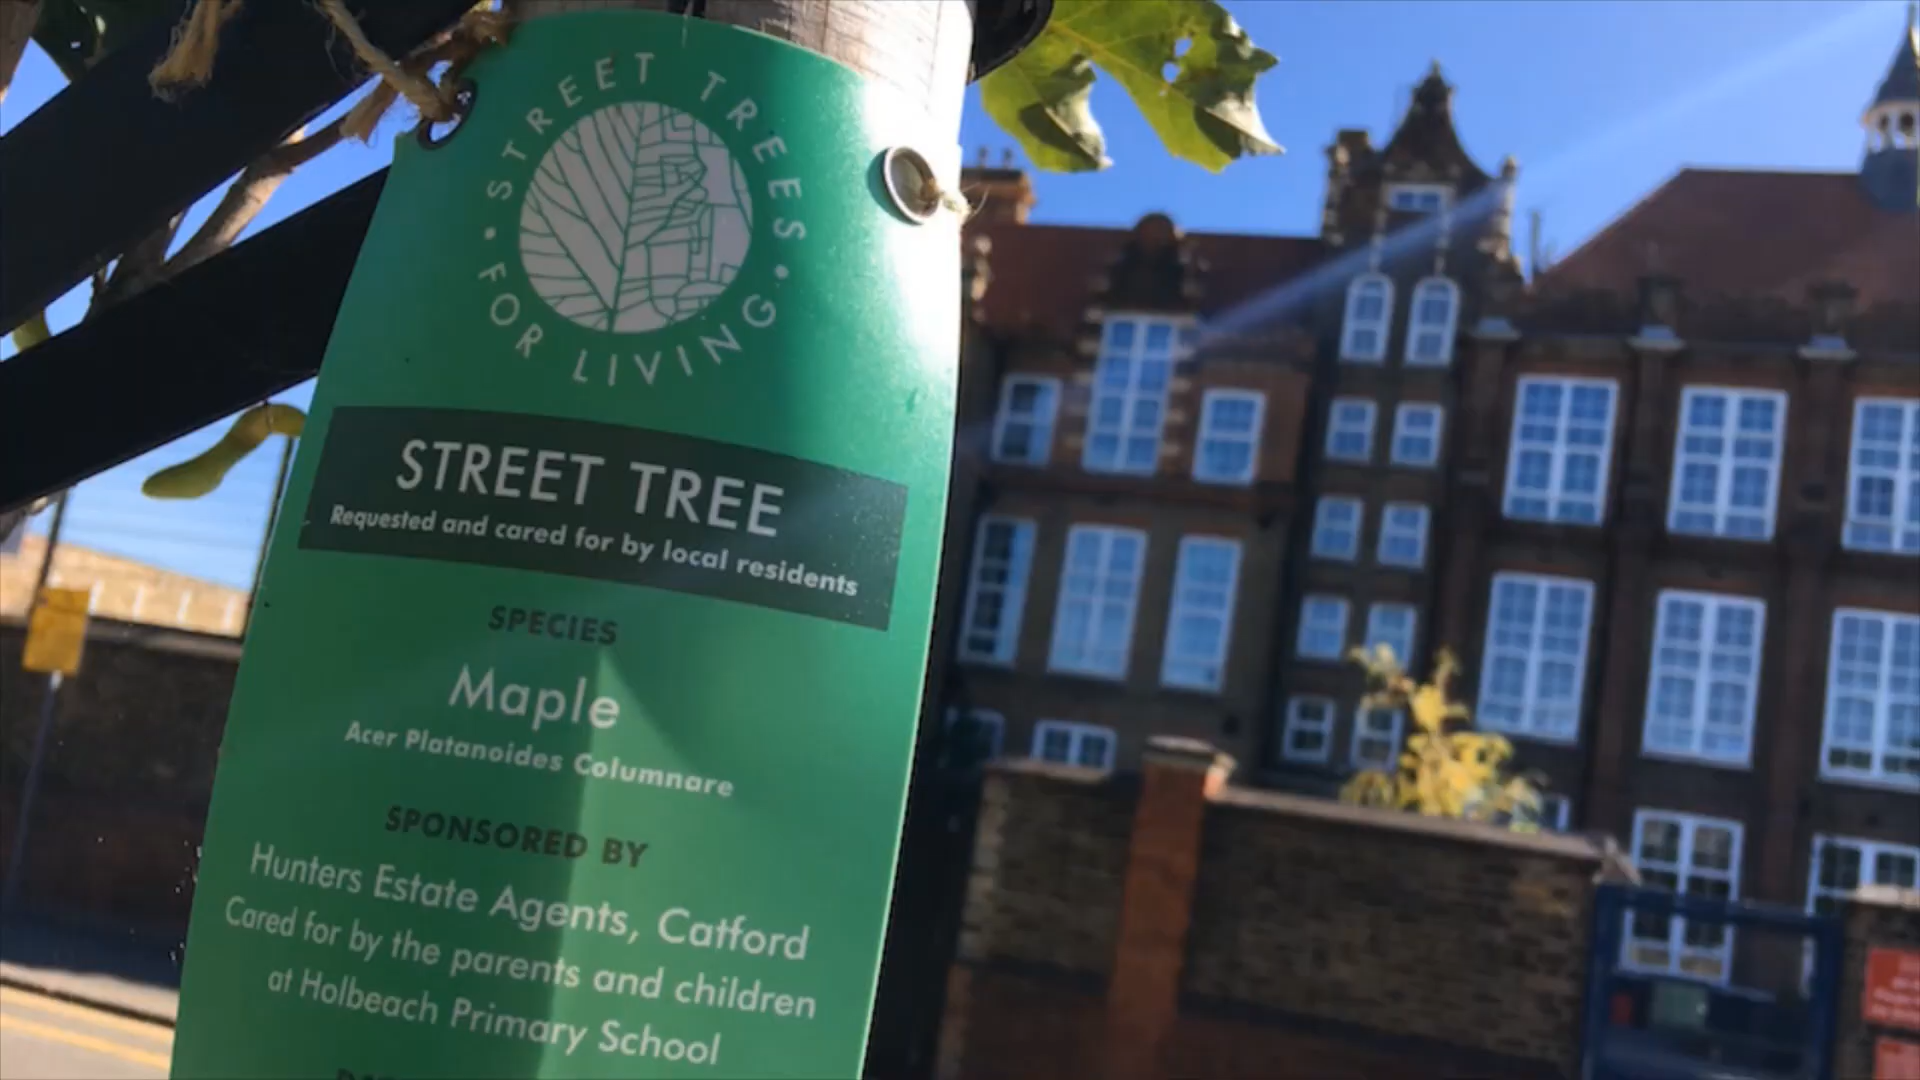 STREET TREES
FOR LIVING
STREET TREE
Requested and cared for by local residents
SPECIES
Maple
Acer Platanoides Columnare
SPONSORED BY
Hunters Estate Agents, Catford
Cared for by the parents and children
at Holbeach Primary School